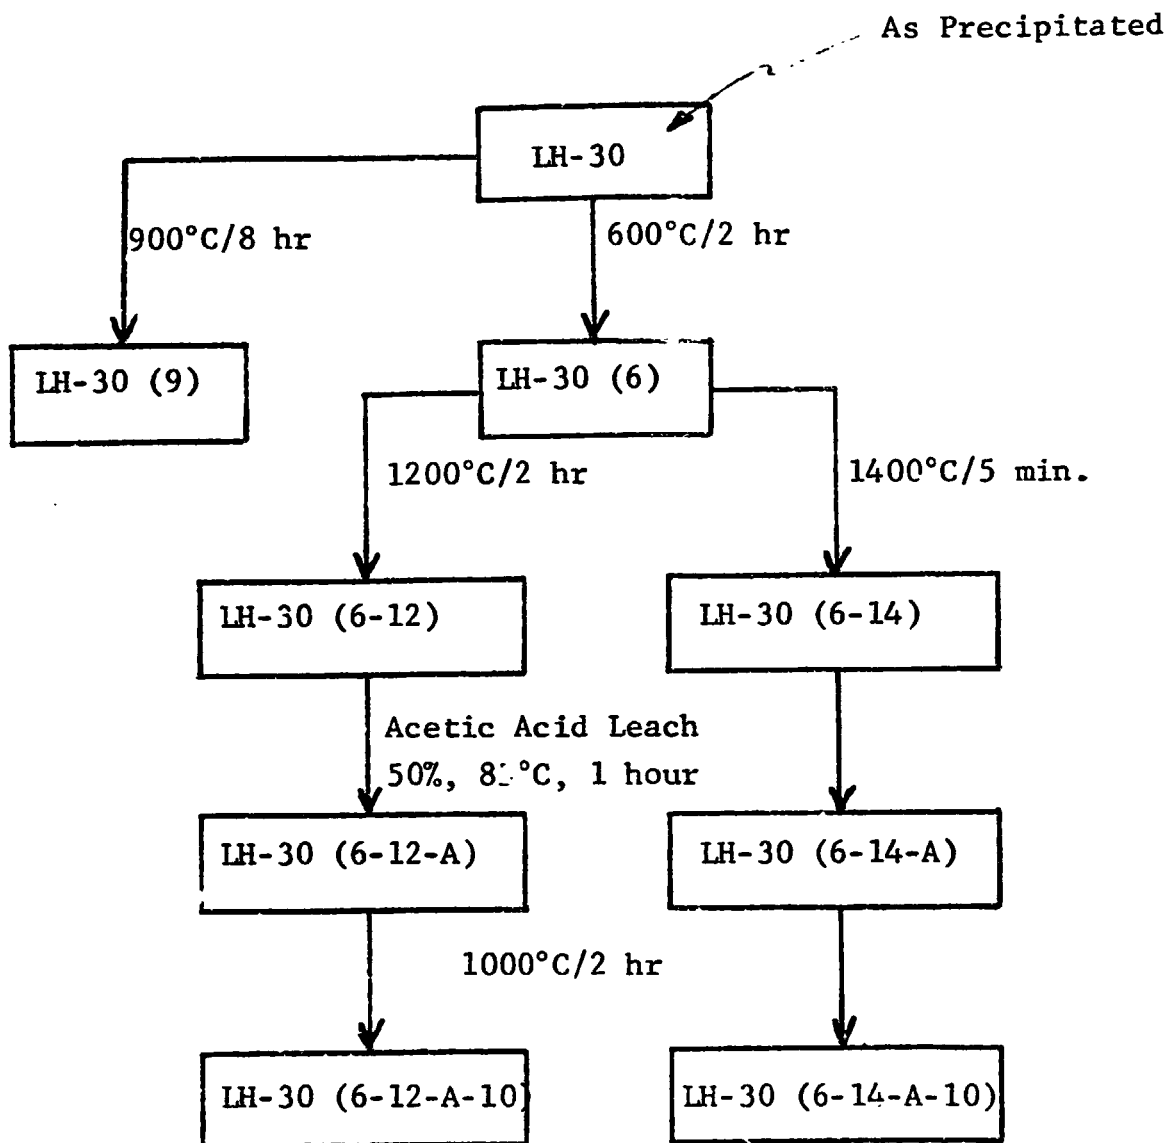 As Precipitated
LH-30
900°C/8 hr
600°C/2 hr
LH-30 (9)
LH-30 (6)
1200°C/2 hr
1400°C/5 min.
LH-30 (6-12)
LH-30 (6-14)
Acetic Acid Leach
50%, 1 hour
LH-30 (6-12-A)
LH-30 (6-14-A)
1000°C/2 hr
LH-30 (6-12-A-10)
LH-30 (6-14-A-10)